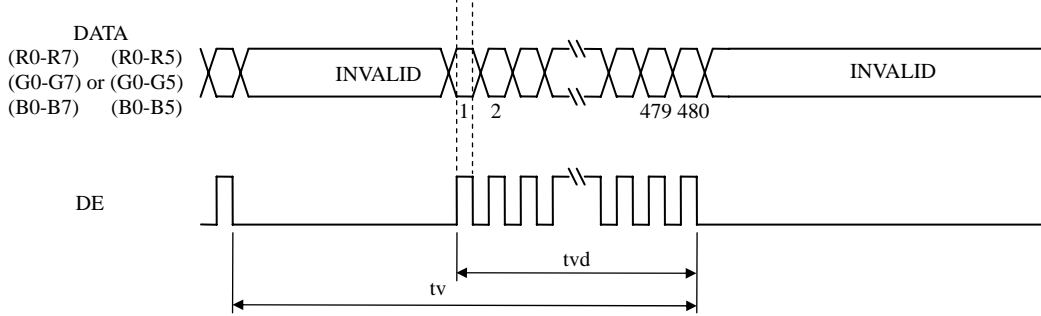 DATA
(R0-R7) (R0-R5)
(G0-G7) or (G0-G5)
(B0-B7) (B0-B5)
INVALID
INVALID
1 2 479 480
DE
tvd
tv